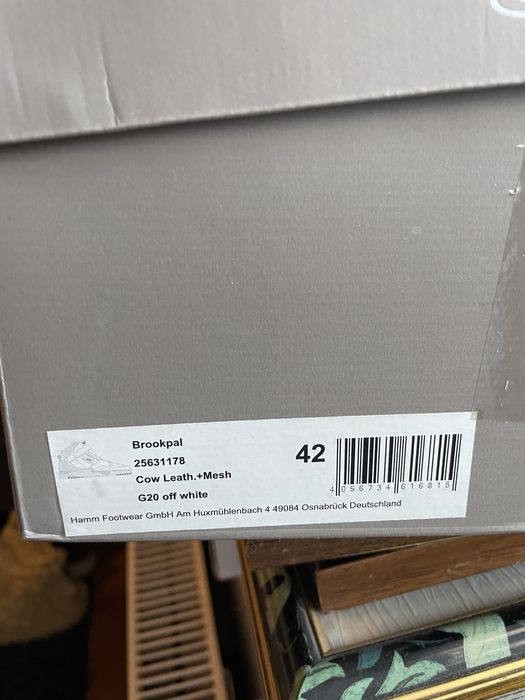 Brookpal
25631178
Cow Leath.+Mesh
G20 off white
42
4 056734 616815
Hamm Footwear GmbH Am Huxmühlenbach 4 49084 Osnabrück Deutschland